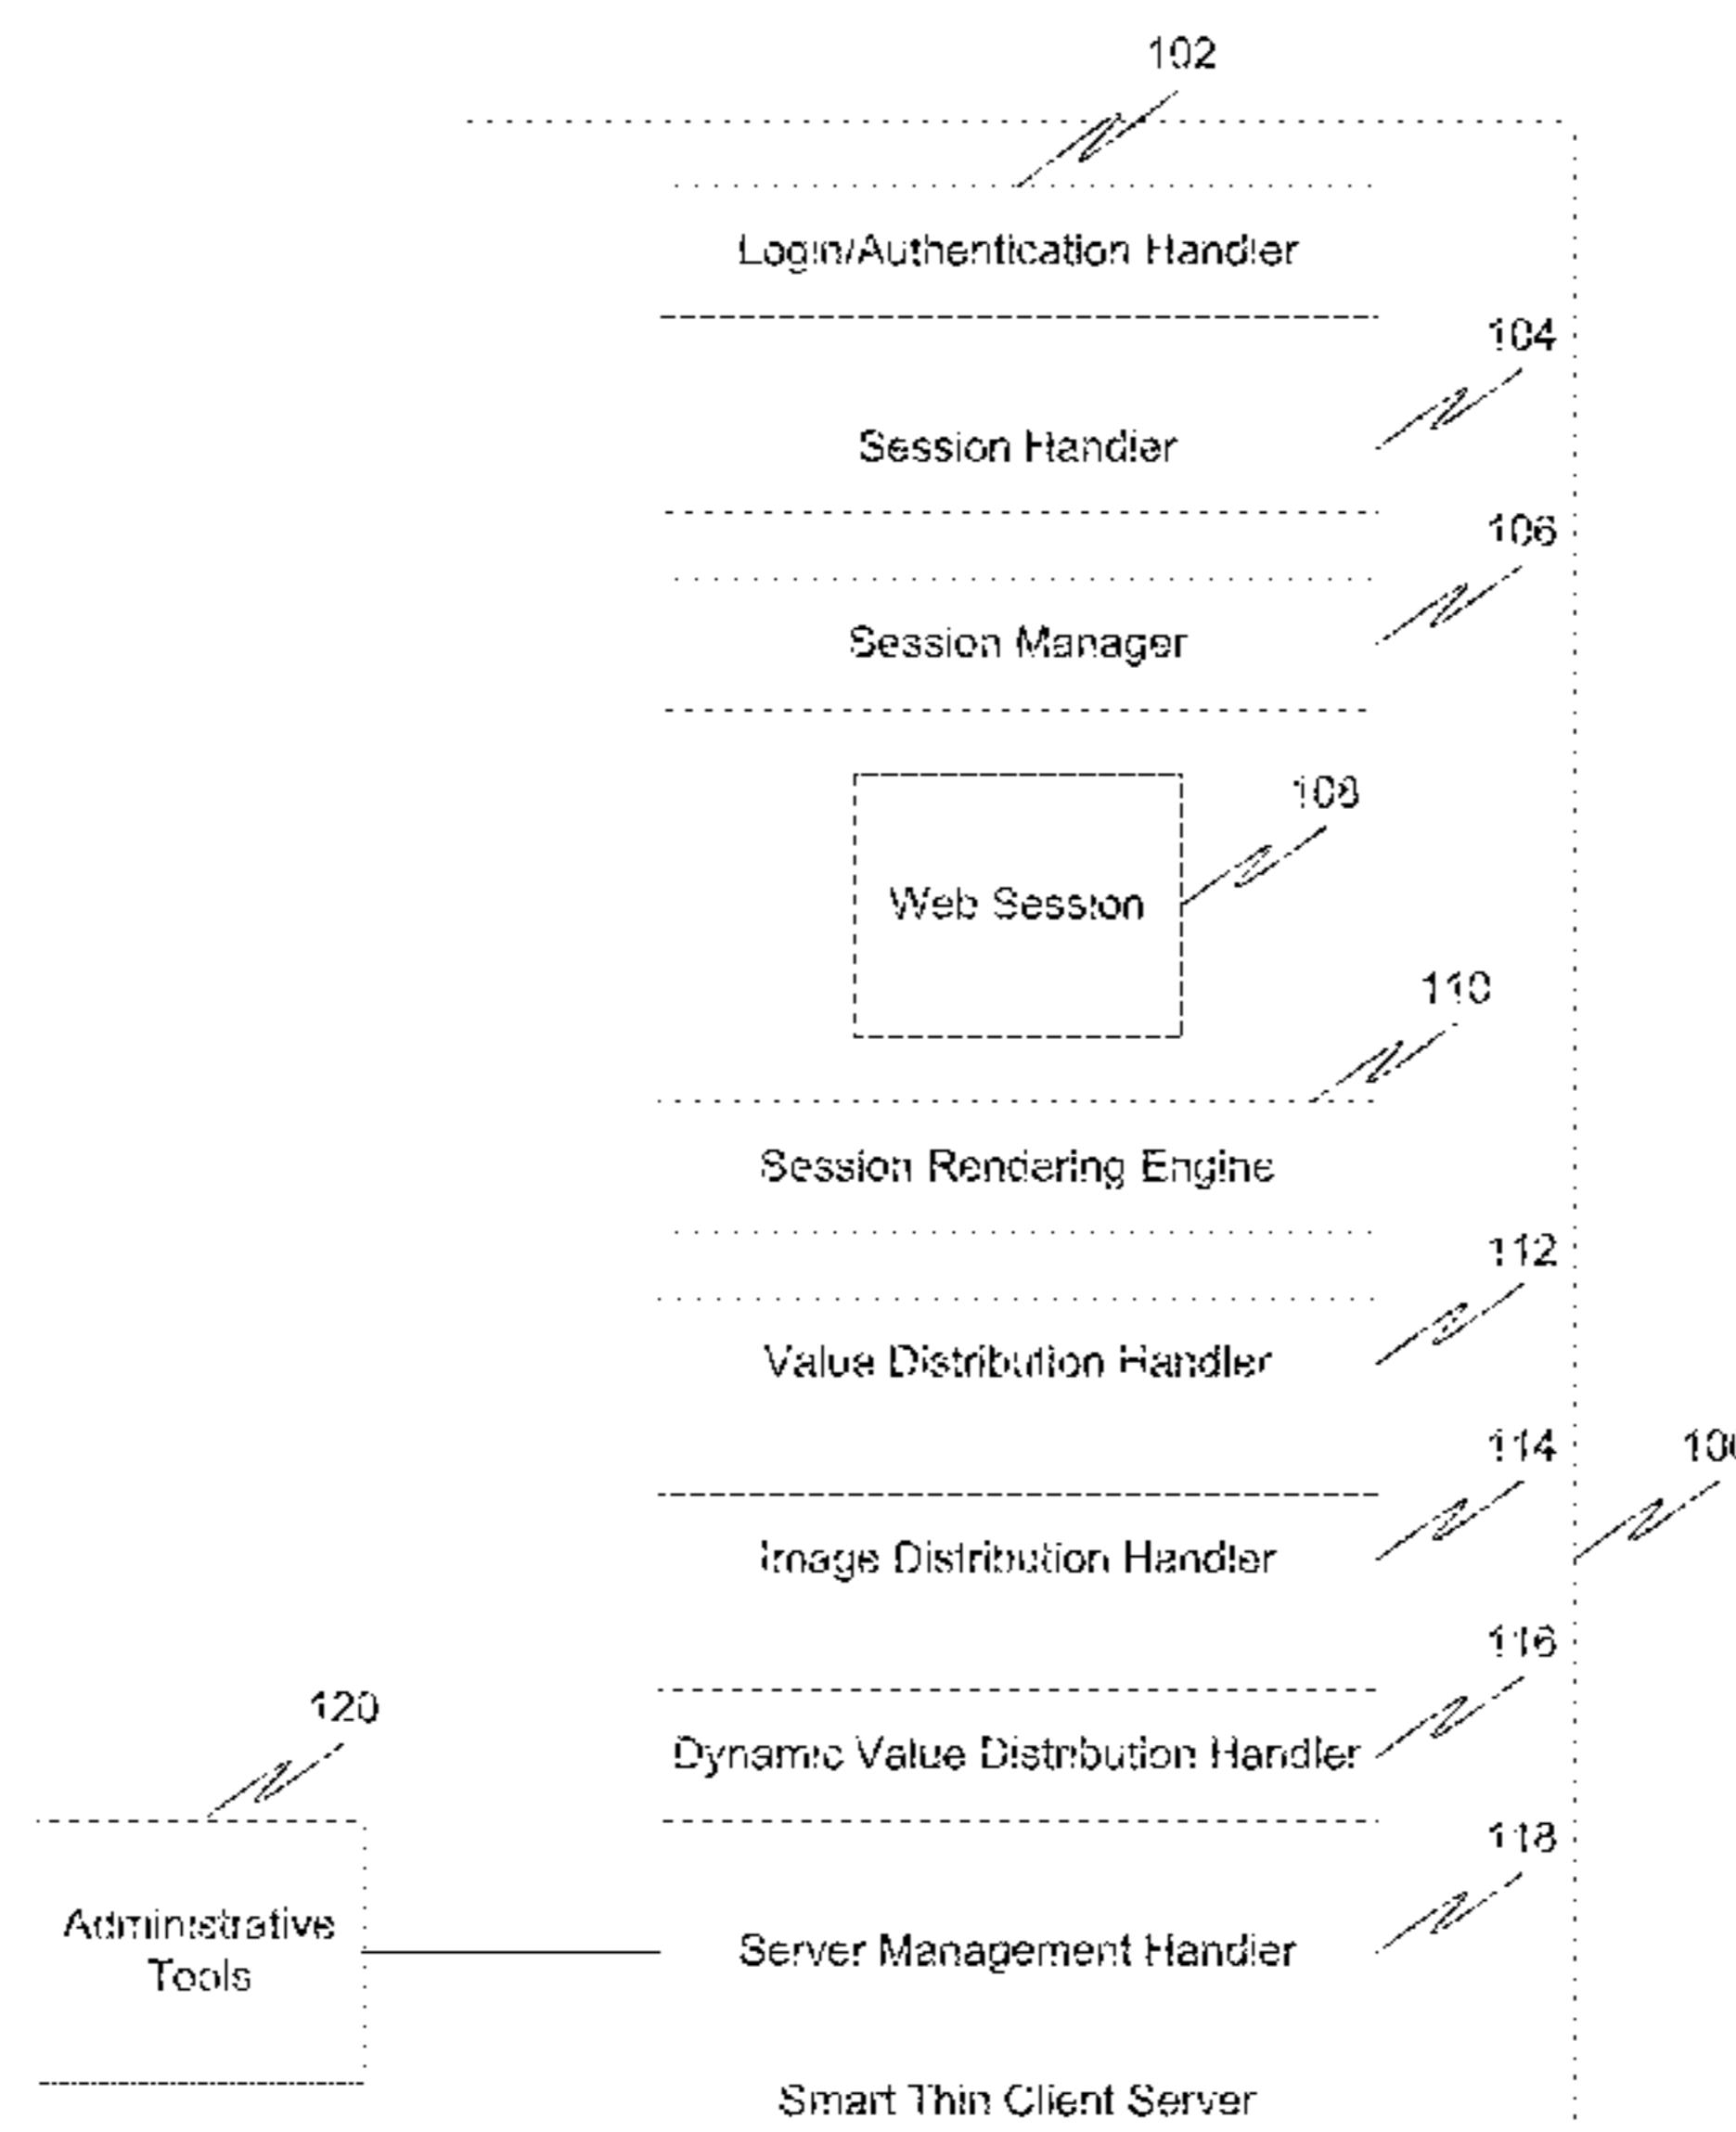 102
Login/Authentication Handler
104
Session Handler
106
Session Manager
108
Web Session
110
Session Rendering Engine
112
Value Distribution Handler
114
Image Distribution Handler
116
120
Dynamic Value Distribution Handler
118
Administrative
Tools
Server Management Handler
Smart Thin Client Server